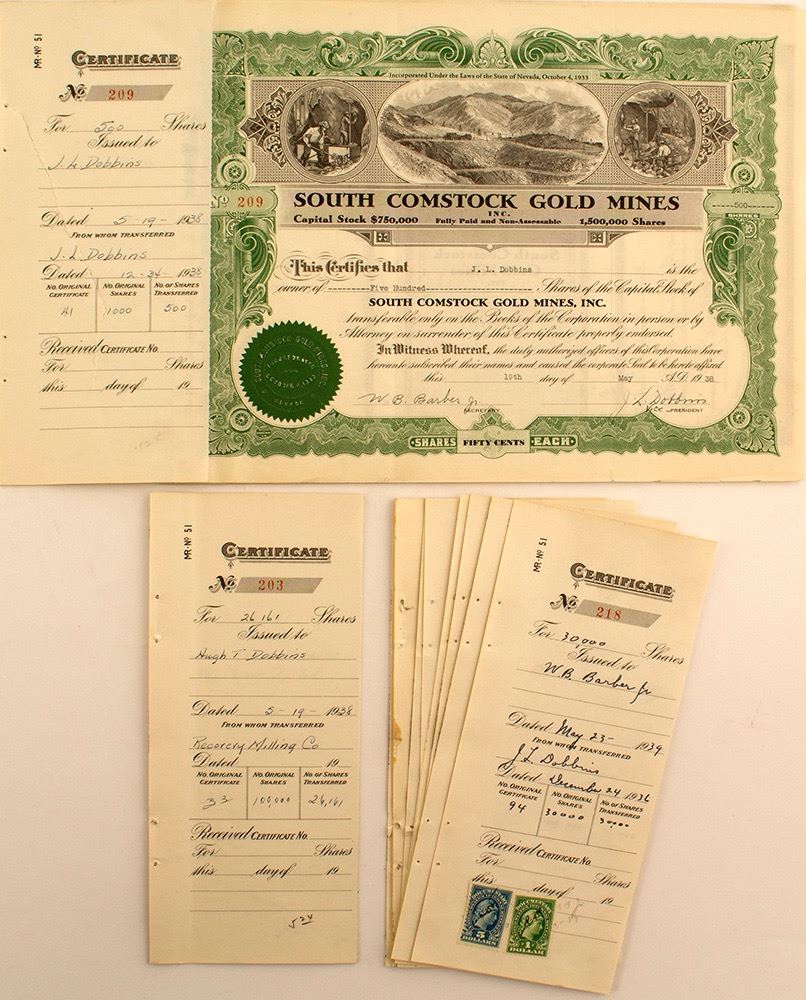 MR-Nº 51
CERTIFICATE
No. 209
For 500 Shares
Issued to
J. L. Dobbins
Dated 5-19-1938
FROM WHOM TRANSFERRED
J. L. Dobbins
Dated 12-24-1938
NO. ORIGINAL CERTIFICATE NO. ORIGINAL SHARES NO. OF SHARES TRANSFERRED
41 1000 500
Received CERTIFICATE NO.
For Shares
this day of 19
Incorporated Under the Laws of the State of Nevada, October 4, 1933
Nº 209
SOUTH COMSTOCK GOLD MINES
INC.
Capital Stock $750,000 Fully Paid and Non-Assessable 1,500,000 Shares
-----500-----
SHARES
This Certifies that J. L. Dobbins is the
owner of ----------Five Hundred---------- Shares of the Capital Stock of
SOUTH COMSTOCK GOLD MINES, INC.
transferable only on the Books of the Corporation in person or by
Attorney on surrender of this Certificate properly endorsed.
In Witness Whereof, the duly authorized officers of this Corporation have
hereunto subscribed their names and caused the corporate Seal to be hereto affixed
this 19th day of May A.D. 1938
W. B. Barber Jr. J. L. Dobbins
SECRETARY VICE-PRESIDENT
SHARES FIFTY CENTS EACH
MR-Nº 51
CERTIFICATE
No. 203
For 26161 Shares
Issued to
Hugh T Dobbins
Dated 5-19-1938
FROM WHOM TRANSFERRED
Recovery Milling Co
Dated 19
NO. ORIGINAL CERTIFICATE NO. ORIGINAL SHARES NO. OF SHARES TRANSFERRED
33 100,000 26,161
Received CERTIFICATE NO.
For Shares
this day of 19
5 24
MR-Nº 51
CERTIFICATE
No. 218
For 30,000 Shares
Issued to
W.B. Barber Jr
Dated May 23- 1939
FROM WHOM TRANSFERRED
J. L. Dobbins
Dated December 24 1936
NO. ORIGINAL CERTIFICATE NO. ORIGINAL SHARES NO. OF SHARES TRANSFERRED
94 30000 30000
Received CERTIFICATE NO.
For Shares
this day of 19
5 DOLLARS
1 DOLLAR